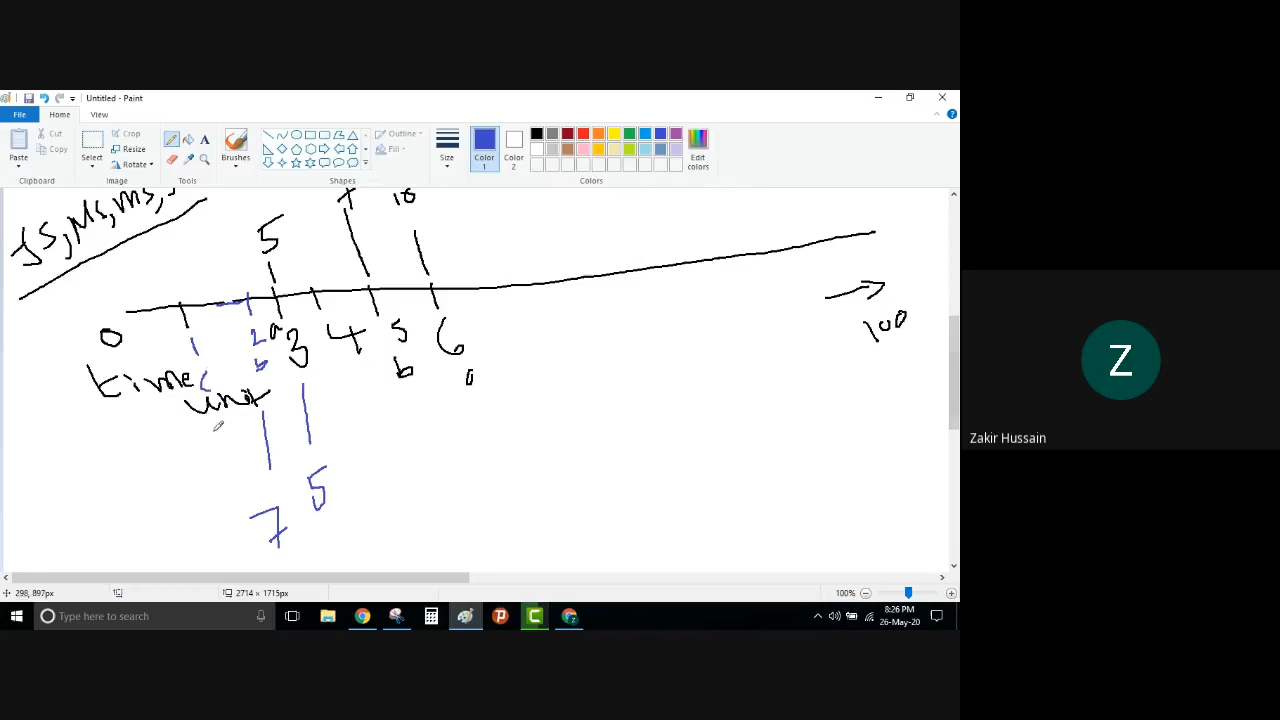 Untitled - Paint
File Home View
Paste Cut Copy
Select Crop Resize Rotate
Brushes
Outline
Fill
Size
Color 1
Color 2
Edit colors
Clipboard Image Tools Shapes Colors
JS, MS, MS,
10
5
0 2 a 3 4 5 6 100
b b
time unit
5
7
Zakir Hussain
Z
298, 897px 2714 × 1715px 100%
Type here to search
8:26 PM
26-May-20